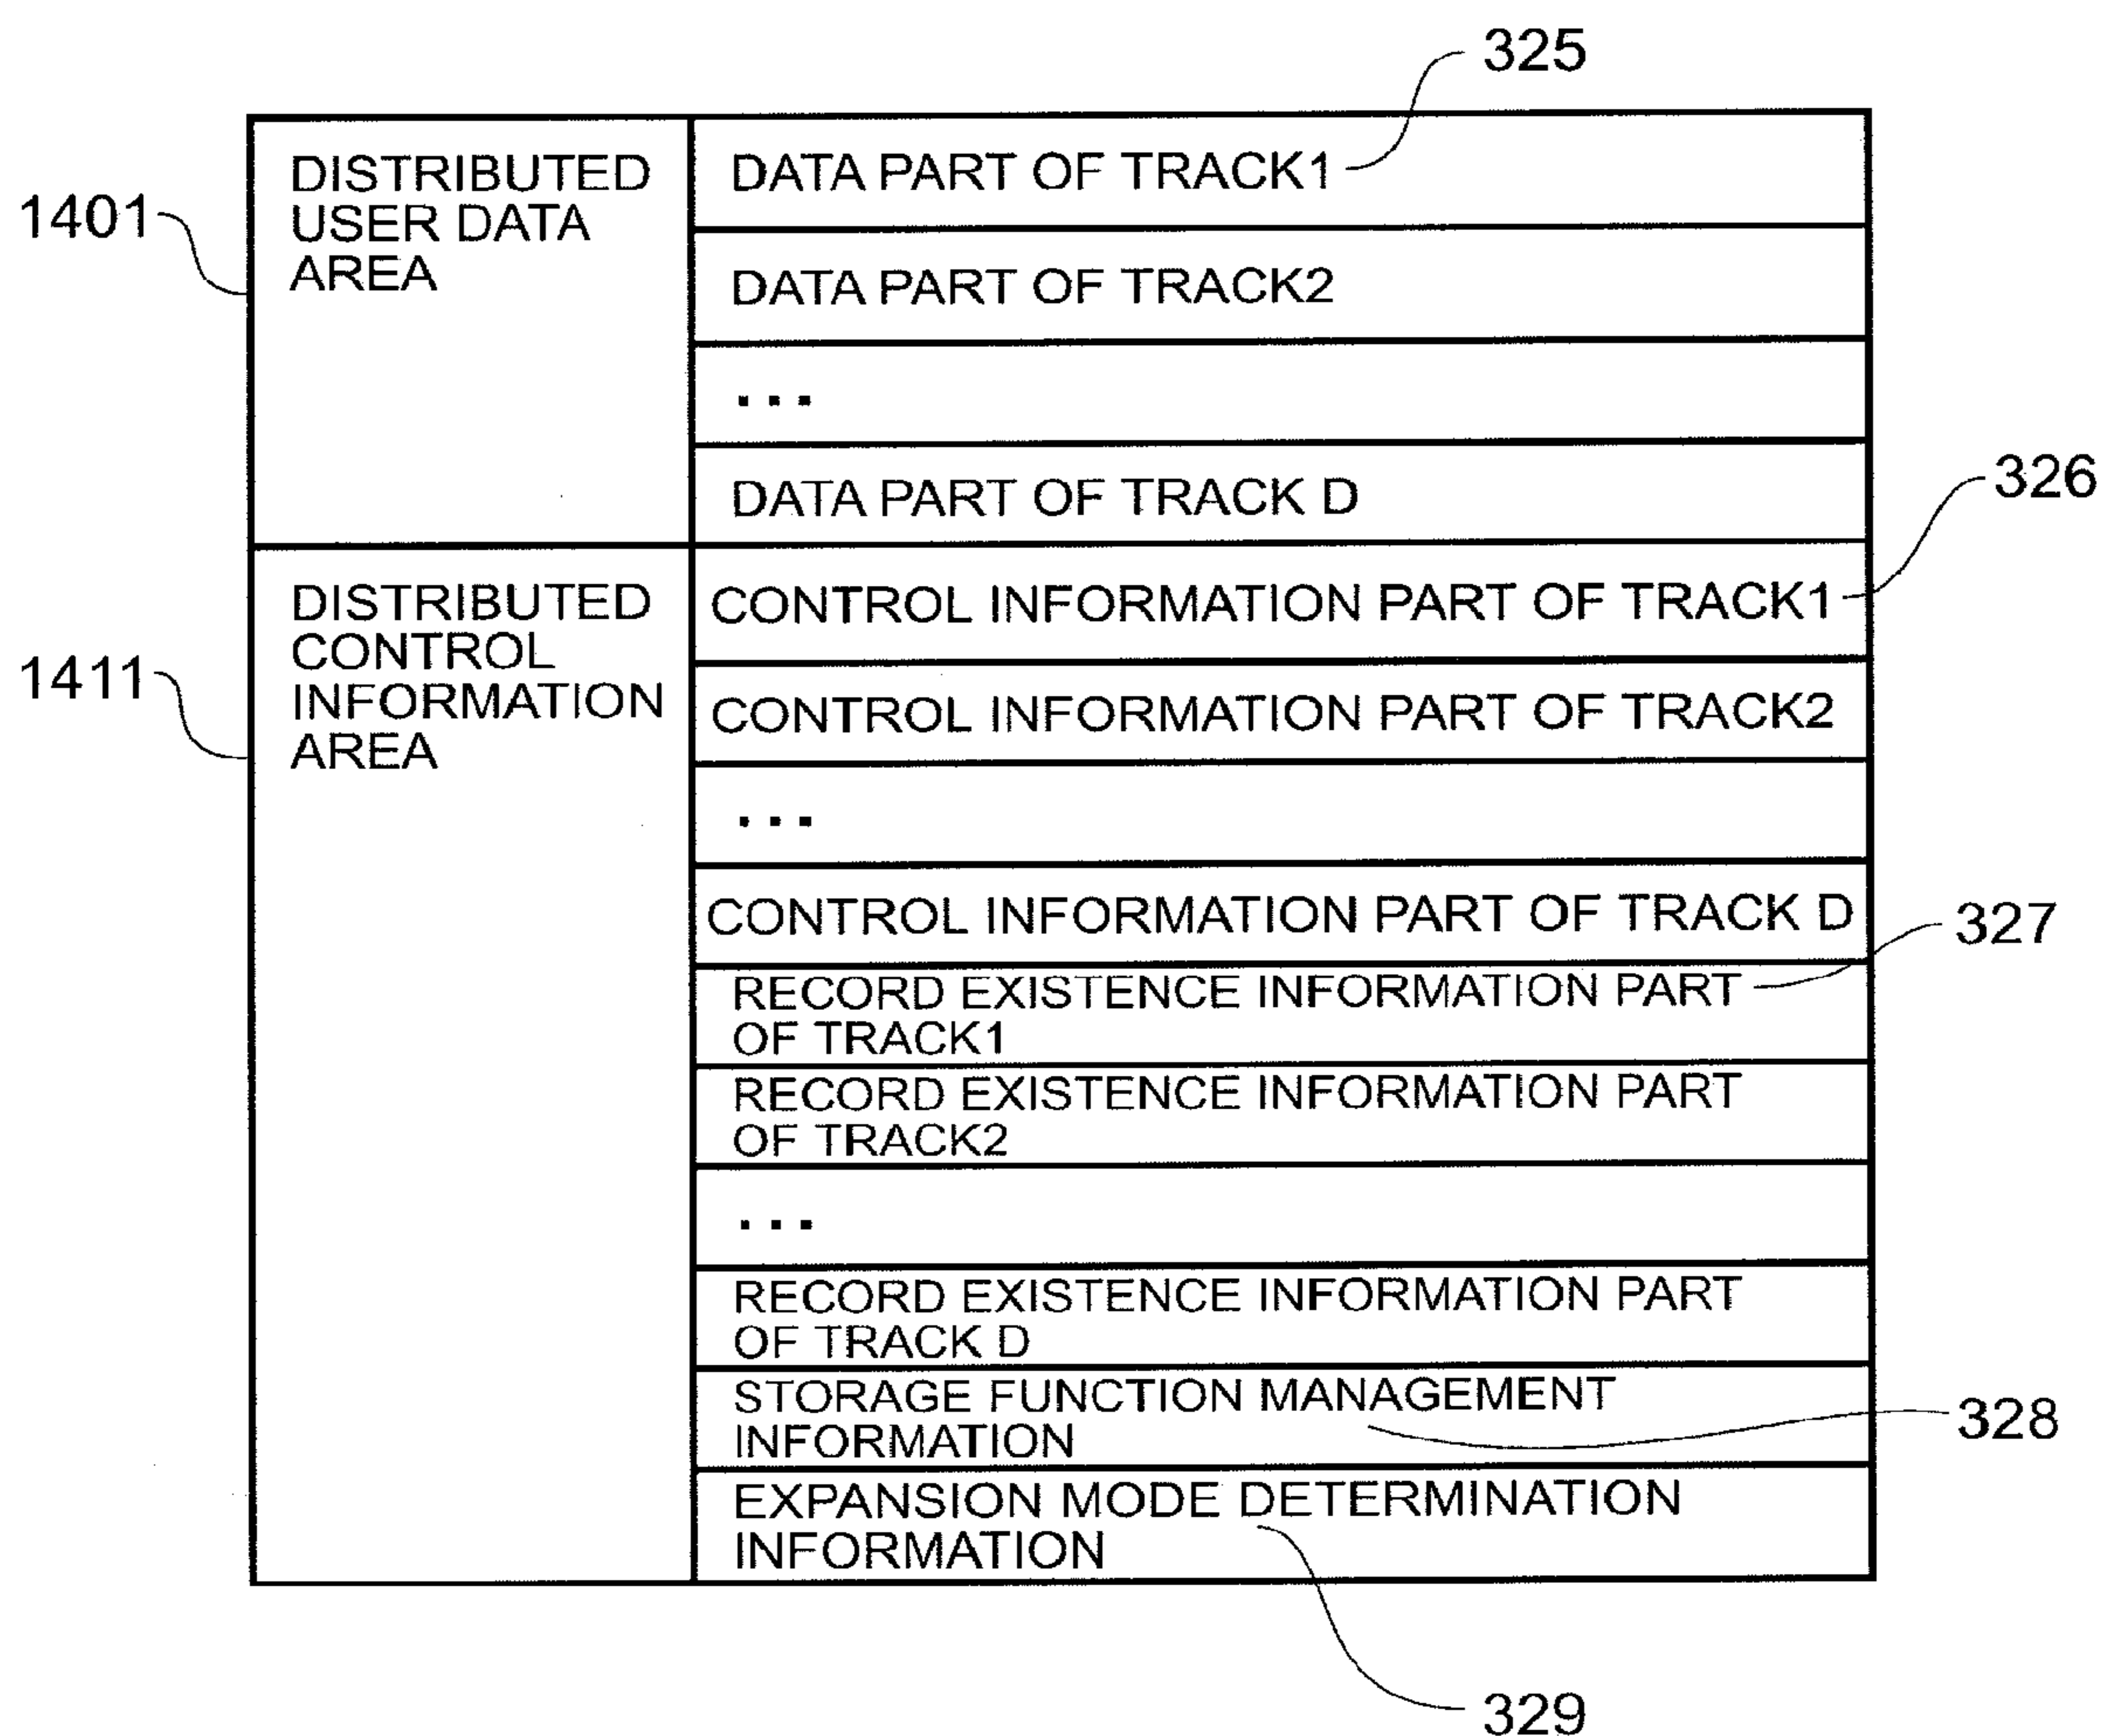 325
1401
DISTRIBUTED
USER DATA
AREA
DATA PART OF TRACK1
DATA PART OF TRACK2
...
DATA PART OF TRACK D
326
1411
DISTRIBUTED
CONTROL
INFORMATION
AREA
CONTROL INFORMATION PART OF TRACK1
CONTROL INFORMATION PART OF TRACK2
...
CONTROL INFORMATION PART OF TRACK D
327
RECORD EXISTENCE INFORMATION PART
OF TRACK1
RECORD EXISTENCE INFORMATION PART
OF TRACK2
...
RECORD EXISTENCE INFORMATION PART
OF TRACK D
STORAGE FUNCTION MANAGEMENT
INFORMATION
328
EXPANSION MODE DETERMINATION
INFORMATION
329